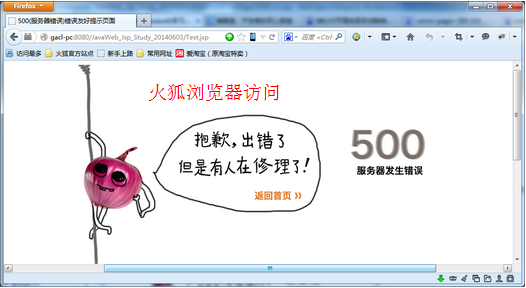 Firefox
500(服务器错误)错误友好提示页面
gacl-pc:8080/JavaWeb_Jsp_Study_20140603/Test.jsp
百度 <Ctrl
访问最多 火狐官方站点 新手上路 常用网址 爱淘宝（原淘宝特卖）
火狐浏览器访问
抱歉，出错了
但是有人在修理了！
返回首页
500
服务器发生错误